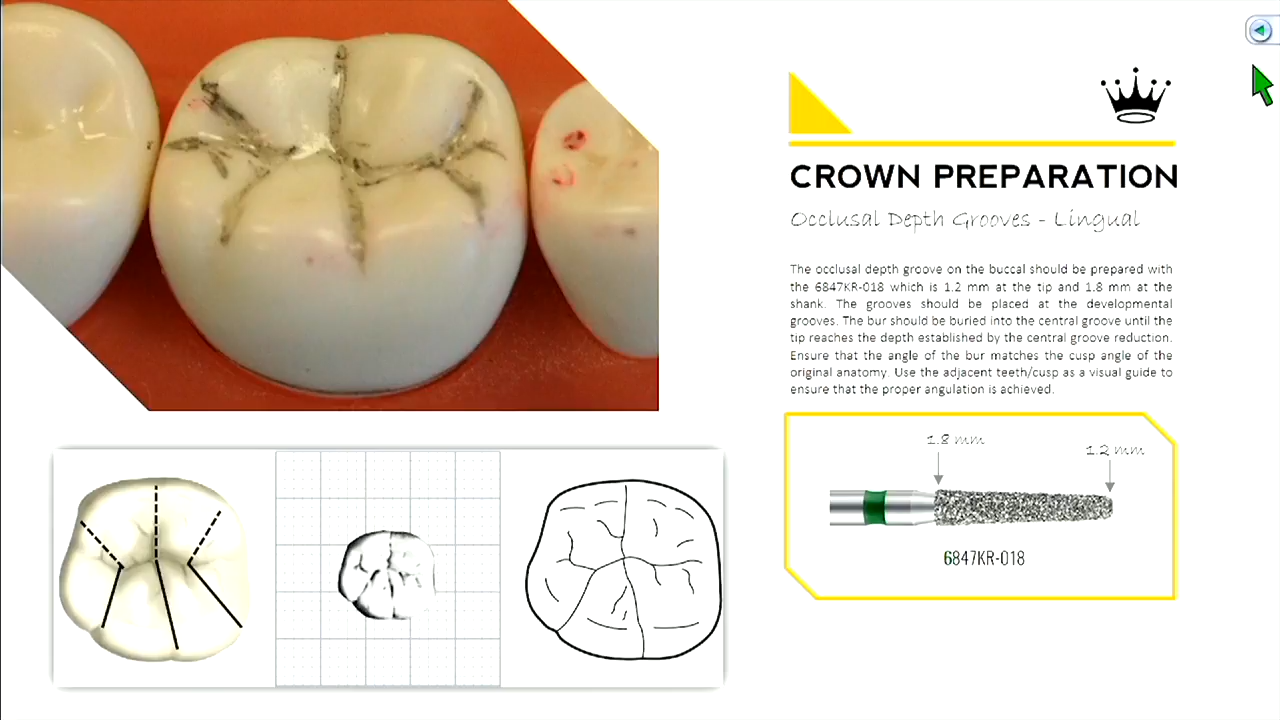 CROWN PREPARATION
Occlusal Depth Grooves - Lingual
The occlusal depth groove on the buccal should be prepared with
the 6847KR-018 which is 1.2 mm at the tip and 1.8 mm at the
shank. The grooves should be placed at the developmental
grooves. The bur should be buried into the central groove until the
tip reaches the depth established by the central groove reduction.
Ensure that the angle of the bur matches the cusp angle of the
original anatomy. Use the adjacent teeth/cusp as a visual guide to
ensure that the proper angulation is achieved.
1.8 mm
1.2 mm
6847KR-018